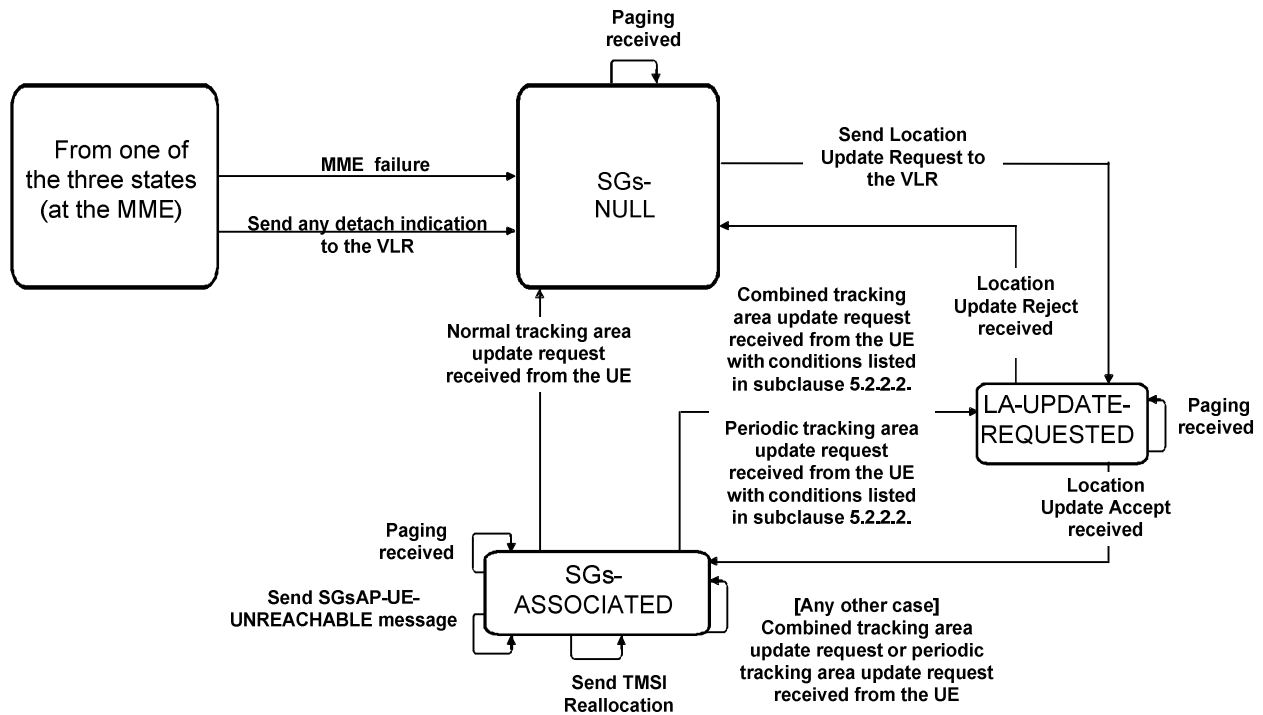 Paging
received
From one of
the three states
(at the MME)
MME failure
Send any detach indication
to the VLR
SGs-
NULL
Send Location
Update Request to
the VLR
Location
Update Reject
received
Normal tracking area
update request
received from the UE
Combined tracking
area update request
received from the UE
with conditions listed
in subclause 5.2.2.2.
Periodic tracking area
update request
received from the UE
with conditions listed
in subclause 5.2.2.2.
LA-UPDATE-
REQUESTED
Paging
received
Location
Update Accept
received
Paging
received
Send SGsAP-UE-
UNREACHABLE message
SGs-
ASSOCIATED
Send TMSI
Reallocation
[Any other case]
Combined tracking area
update request or periodic
tracking area update request
received from the UE